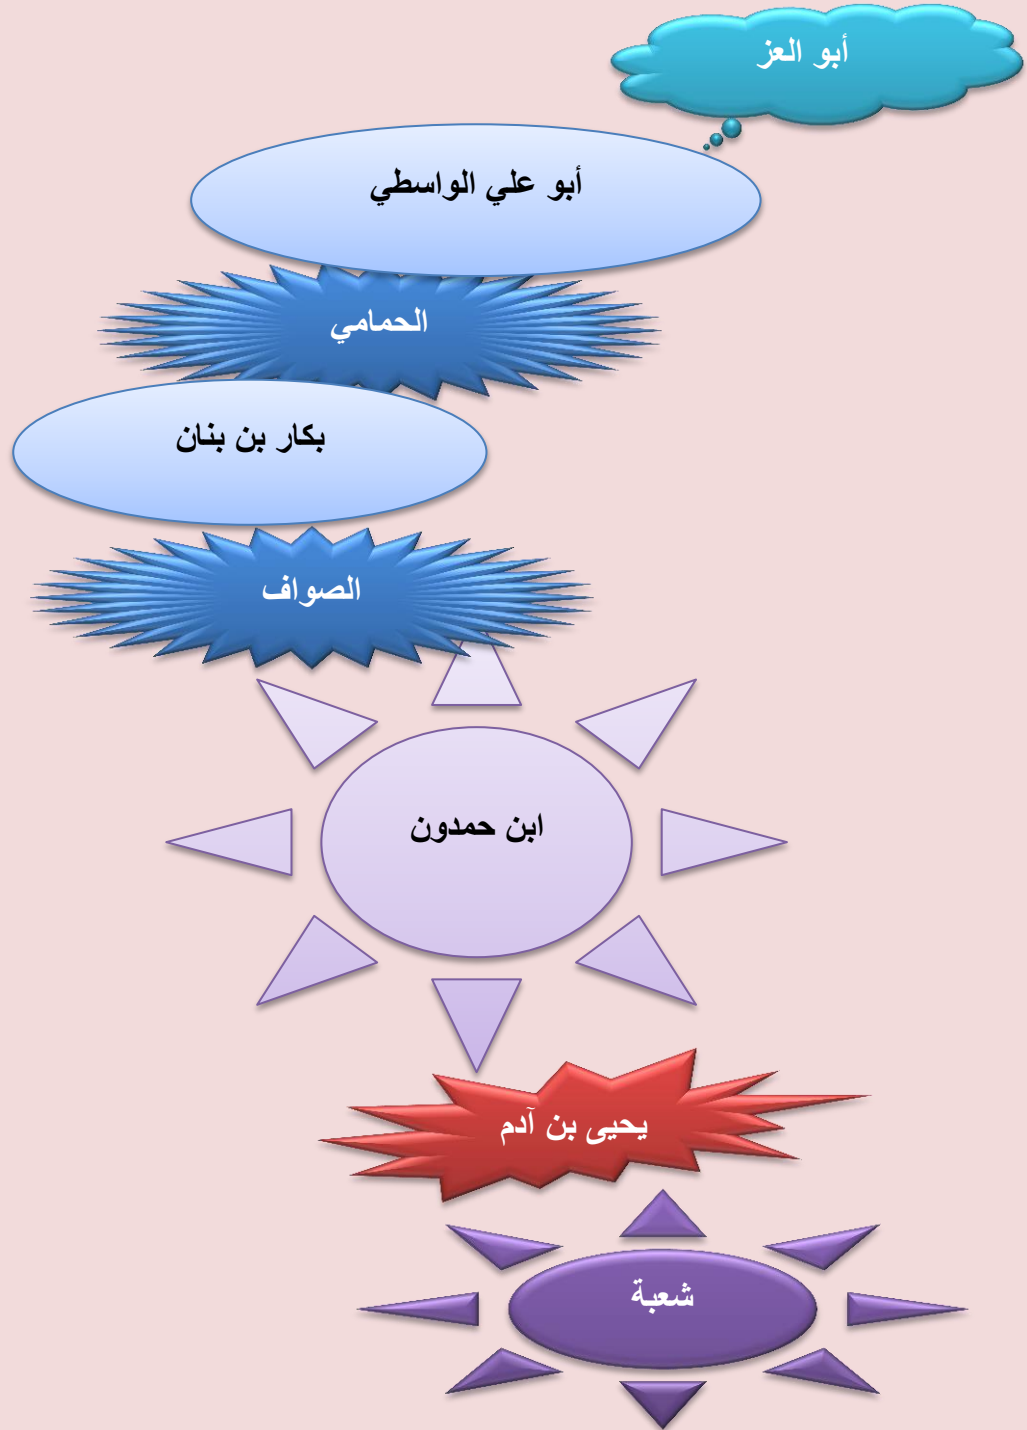 أبو العز
أبو علي الواسطي
الحمامي
بكار بن بنان
الصواف
ابن حمدون
يحيى بن آدم
شعبة